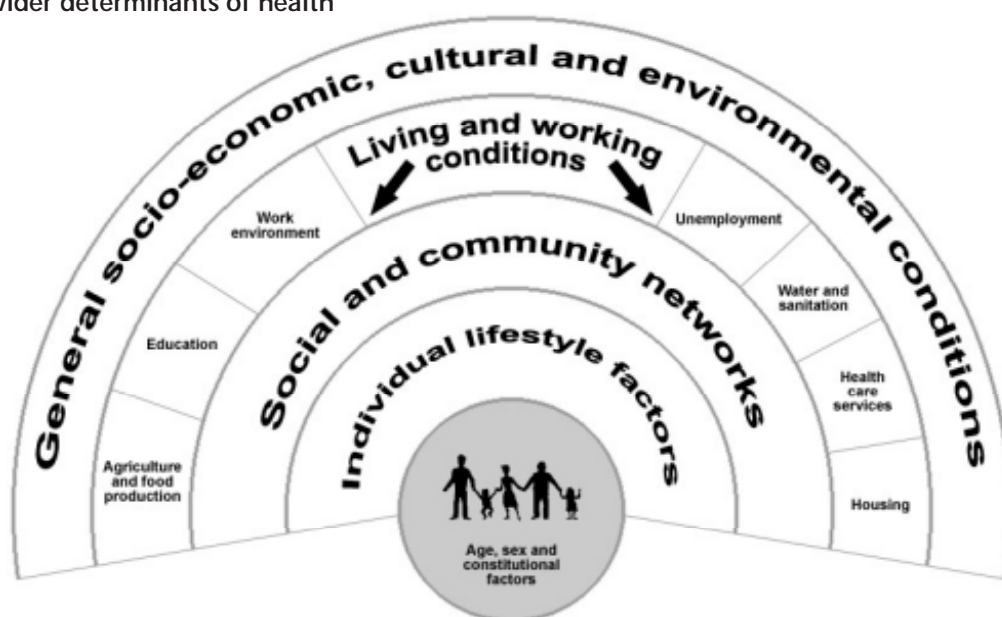 wider determinants of health
General socio-economic, cultural and environmental conditions
Living and working
conditions
Work
environment
Unemployment
Education
Water and
sanitation
Agriculture
and food
production
Health
care
services
Housing
Social and community networks
Individual lifestyle factors
Age, sex and
constitutional
factors